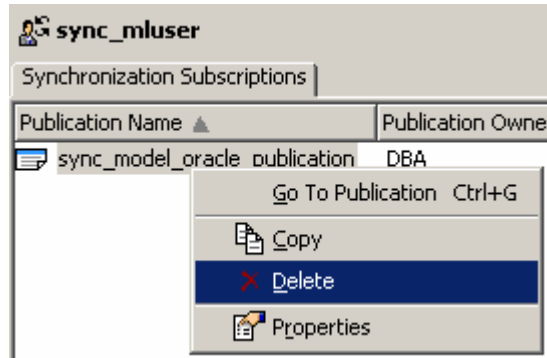 sync_mluser
Synchronization Subscriptions
Publication Name Publication Owne
sync_model_oracle_publication DBA
Go To Publication Ctrl+G
Copy
Delete
Properties